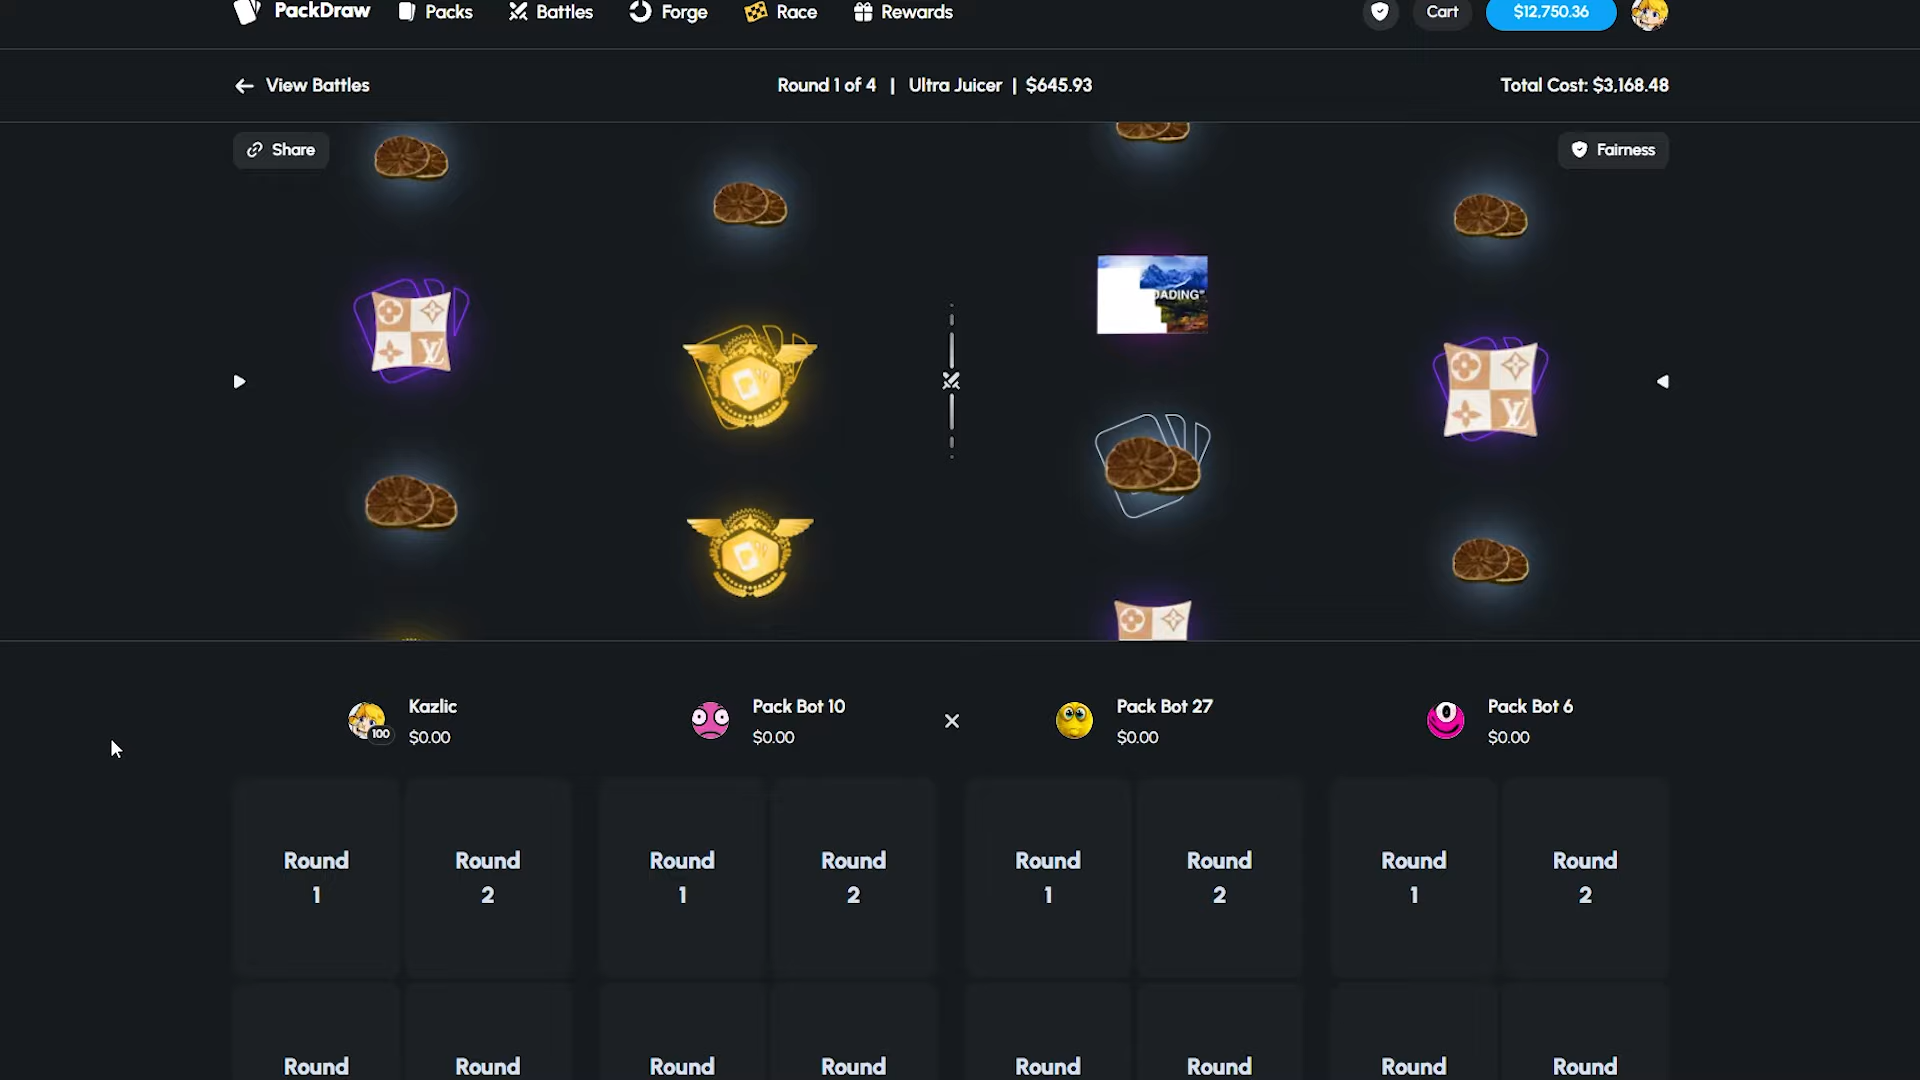 PackDraw
Packs
Battles
Forge
Race
Rewards
Cart
$12,750.36
View Battles
Round 1 of 4 | Ultra Juicer | $645.93
Total Cost: $3,168.48
Share
Fairness
OADING"
Kazlic
100
$0.00
Pack Bot 10
$0.00
Pack Bot 27
$0.00
Pack Bot 6
$0.00
Round
1
Round
2
Round
1
Round
2
Round
1
Round
2
Round
1
Round
2
Round
Round
Round
Round
Round
Round
Round
Round